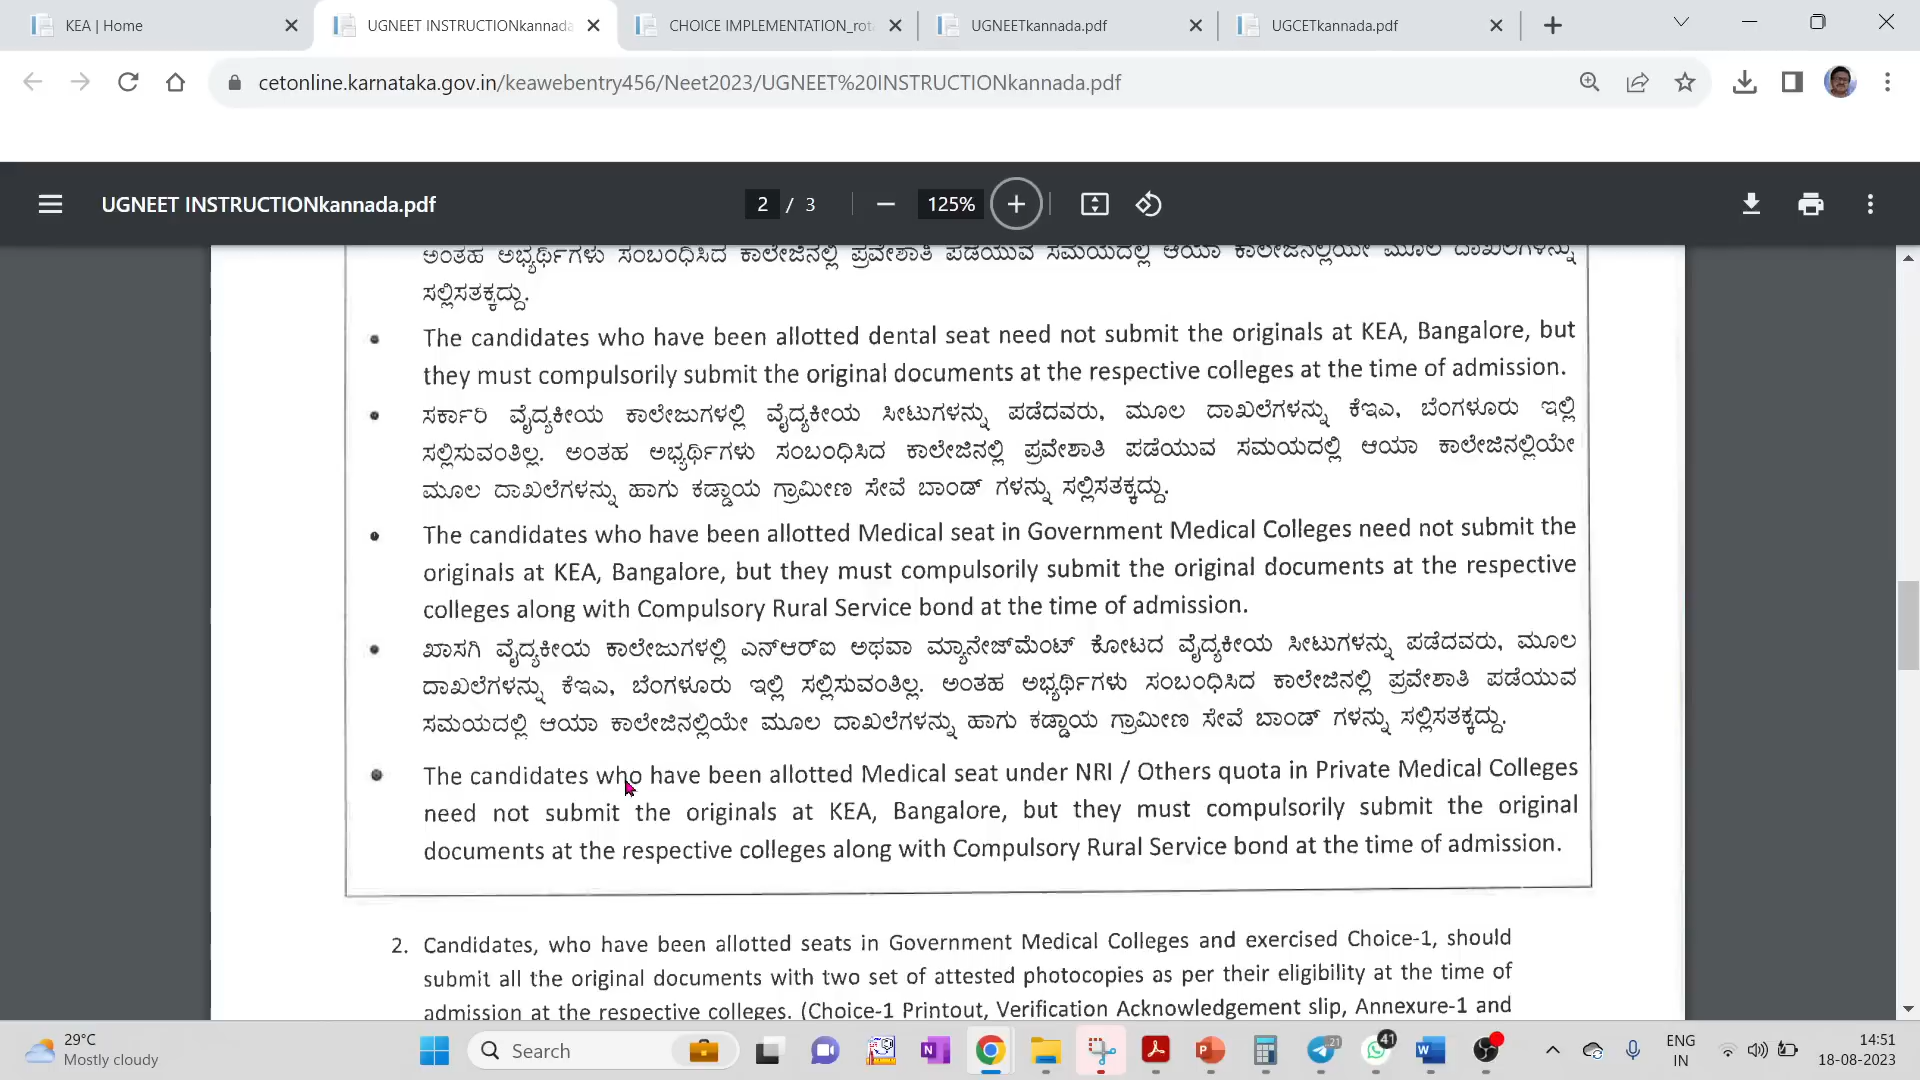 KEA | Home
UGNEET INSTRUCTIONkannada
CHOICE IMPLEMENTATION_rot
UGNEETkannada.pdf
UGCETkannada.pdf
cetonline.karnataka.gov.in/keawebentry456/Neet2023/UGNEET%20INSTRUCTIONkannada.pdf
UGNEET INSTRUCTIONkannada.pdf
2 / 3
125%
ಅಂತಹ ಅಭ್ಯರ್ಥಿಗಳು ಸಂಬಂಧಿಸಿದ ಕಾಲೇಜಿನಲ್ಲಿ ಪ್ರವೇಶಾತಿ ಪಡೆಯುವ ಸಮಯದಲ್ಲಿ ಆಯಾ ಕಾಲೇಜಿನಲ್ಲಿಯೇ ಮೂಲ ದಾಖಲೆಗಳನ್ನು
ಸಲ್ಲಿಸತಕ್ಕದ್ದು.
• The candidates who have been allotted dental seat need not submit the originals at KEA, Bangalore, but
they must compulsorily submit the original documents at the respective colleges at the time of admission.
• ಸರ್ಕಾರಿ ವೈದ್ಯಕೀಯ ಕಾಲೇಜುಗಳಲ್ಲಿ ವೈದ್ಯಕೀಯ ಸೀಟುಗಳನ್ನು ಪಡೆದವರು, ಮೂಲ ದಾಖಲೆಗಳನ್ನು ಕೆಇಎ, ಬೆಂಗಳೂರು ಇಲ್ಲಿ
ಸಲ್ಲಿಸುವಂತಿಲ್ಲ. ಅಂತಹ ಅಭ್ಯರ್ಥಿಗಳು ಸಂಬಂಧಿಸಿದ ಕಾಲೇಜಿನಲ್ಲಿ ಪ್ರವೇಶಾತಿ ಪಡೆಯುವ ಸಮಯದಲ್ಲಿ ಆಯಾ ಕಾಲೇಜಿನಲ್ಲಿಯೇ
ಮೂಲ ದಾಖಲೆಗಳನ್ನು ಹಾಗು ಕಡ್ಡಾಯ ಗ್ರಾಮೀಣ ಸೇವೆ ಬಾಂಡ್ ಗಳನ್ನು ಸಲ್ಲಿಸತಕ್ಕದ್ದು.
• The candidates who have been allotted Medical seat in Government Medical Colleges need not submit the
originals at KEA, Bangalore, but they must compulsorily submit the original documents at the respective
colleges along with Compulsory Rural Service bond at the time of admission.
• ಖಾಸಗಿ ವೈದ್ಯಕೀಯ ಕಾಲೇಜುಗಳಲ್ಲಿ ಎನ್‌ಆರ್‌ಐ ಅಥವಾ ಮ್ಯಾನೇಜ್‌ಮೆಂಟ್ ಕೋಟದ ವೈದ್ಯಕೀಯ ಸೀಟುಗಳನ್ನು ಪಡೆದವರು, ಮೂಲ
ದಾಖಲೆಗಳನ್ನು ಕೆಇಎ, ಬೆಂಗಳೂರು ಇಲ್ಲಿ ಸಲ್ಲಿಸುವಂತಿಲ್ಲ. ಅಂತಹ ಅಭ್ಯರ್ಥಿಗಳು ಸಂಬಂಧಿಸಿದ ಕಾಲೇಜಿನಲ್ಲಿ ಪ್ರವೇಶಾತಿ ಪಡೆಯುವ
ಸಮಯದಲ್ಲಿ ಆಯಾ ಕಾಲೇಜಿನಲ್ಲಿಯೇ ಮೂಲ ದಾಖಲೆಗಳನ್ನು ಹಾಗು ಕಡ್ಡಾಯ ಗ್ರಾಮೀಣ ಸೇವೆ ಬಾಂಡ್ ಗಳನ್ನು ಸಲ್ಲಿಸತಕ್ಕದ್ದು.
• The candidates who have been allotted Medical seat under NRI / Others quota in Private Medical Colleges
need not submit the originals at KEA, Bangalore, but they must compulsorily submit the original
documents at the respective colleges along with Compulsory Rural Service bond at the time of admission.
2. Candidates, who have been allotted seats in Government Medical Colleges and exercised Choice-1, should
submit all the original documents with two set of attested photocopies as per their eligibility at the time of
admission at the respective colleges. (Choice-1 Printout, Verification Acknowledgement slip, Annexure-1 and
29°C
Mostly cloudy
Search
21
41
ENG
IN
14:51
18-08-2023